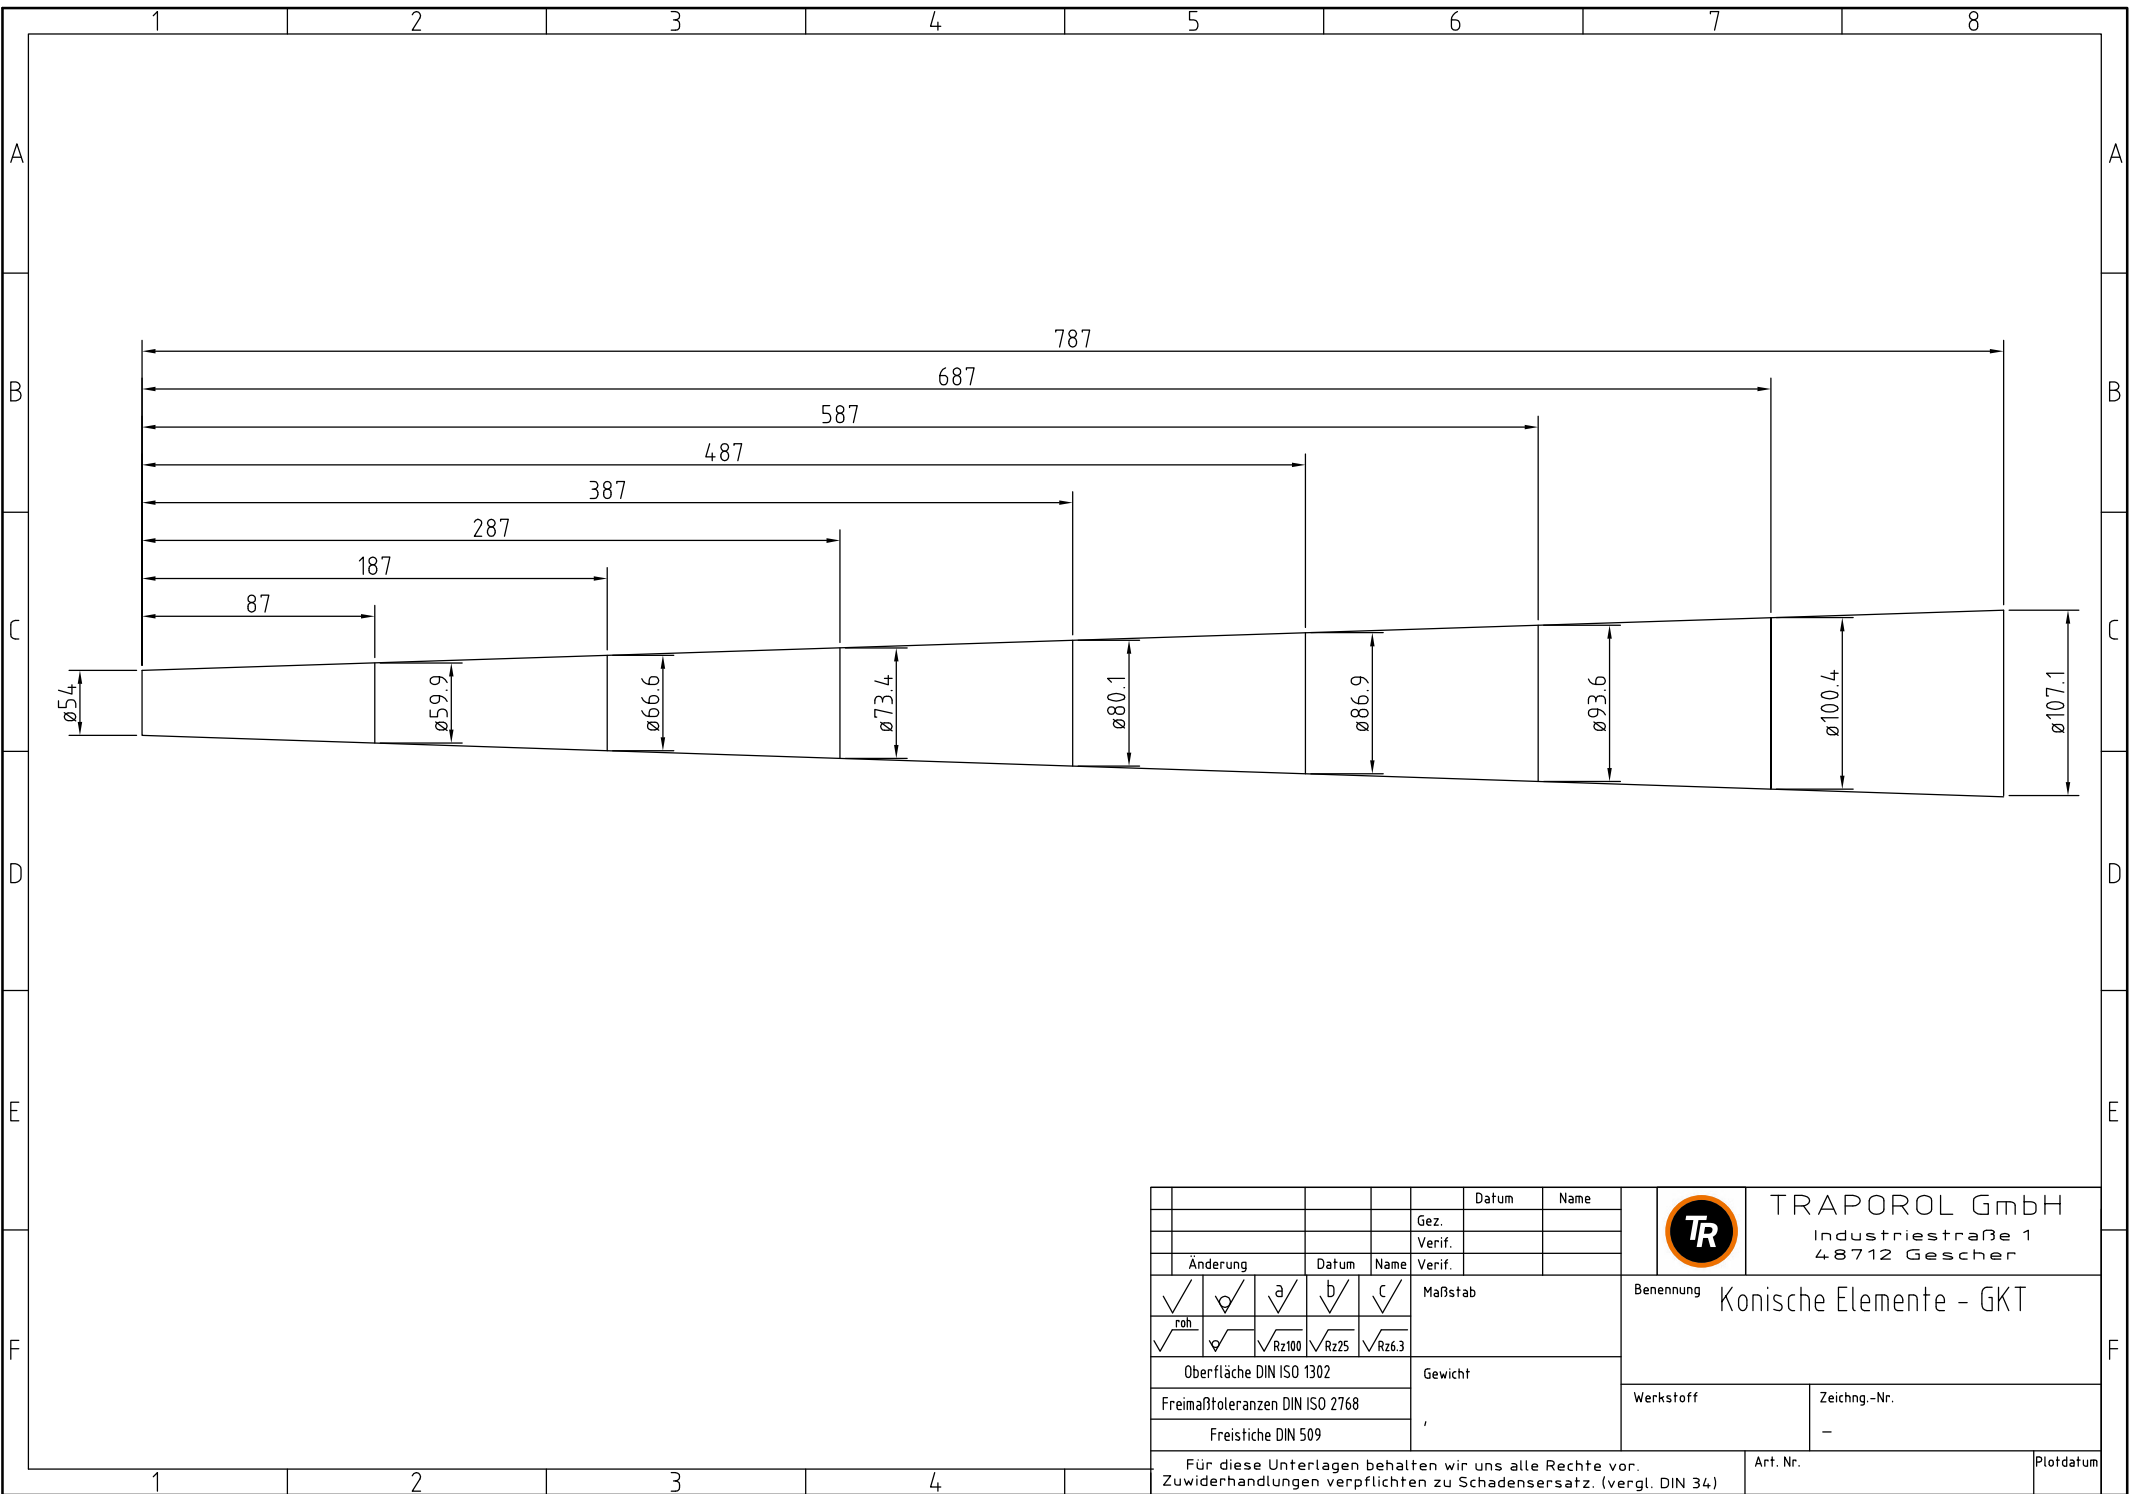 1 2 3 4 5 6 7 8
A A
B B
C C
D D
E E
F F
787
687
587
487
387
287
187
87
ø54
ø59.9
ø66.6
ø73.4
ø80.1
ø86.9
ø93.6
ø100.4
ø107.1
Datum Name
Gez.
Verif.
Änderung Datum Name Verif.
TR
TRAPOROL GmbH
Industriestraße 1
48712 Gescher
a b c
roh
Rz100 Rz25 Rz6.3
Maßstab
Benennung Konische Elemente - GKT
Oberfläche DIN ISO 1302
Gewicht
Freimaßtoleranzen DIN ISO 2768
,
Freistiche DIN 509
Werkstoff
Zeichng.-Nr.
–
Für diese Unterlagen behalten wir uns alle Rechte vor.
Zuwiderhandlungen verpflichten zu Schadensersatz. (vergl. DIN 34)
Art. Nr.
Plotdatum
1 2 3 4